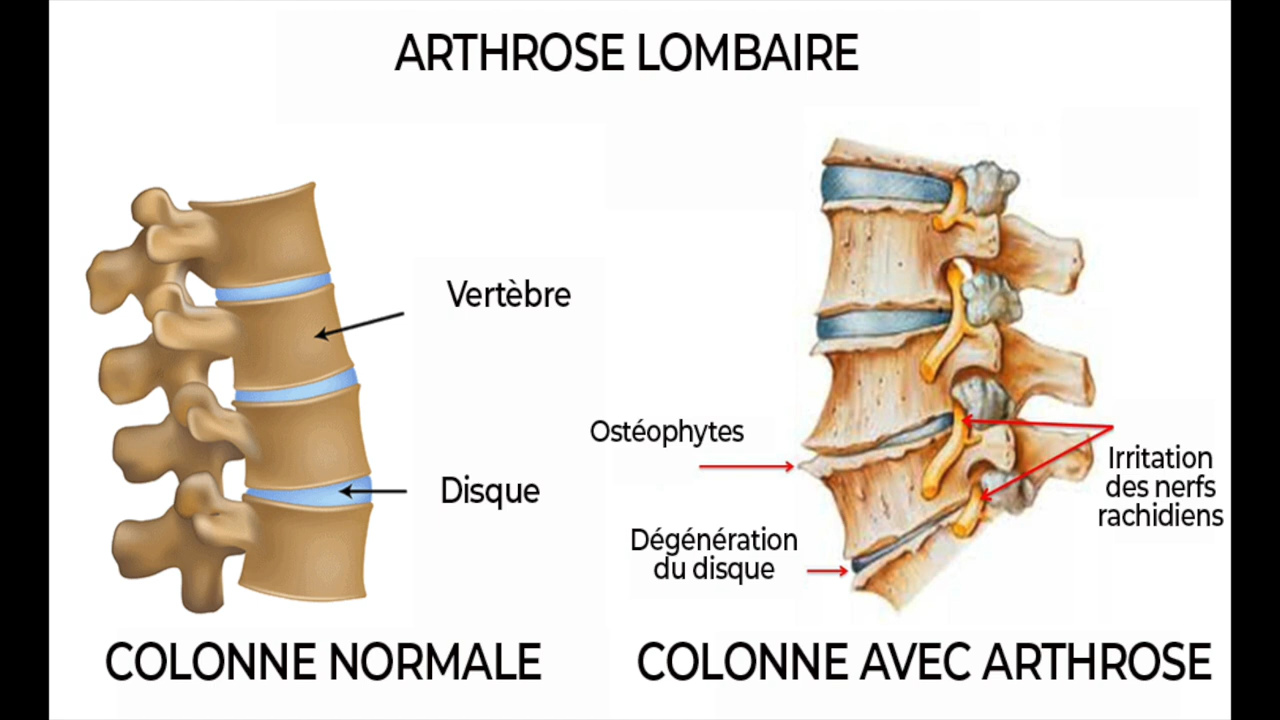 ARTHROSE LOMBAIRE
Vertèbre
Disque
COLONNE NORMALE
Ostéophytes
Dégénération
du disque
Irritation
des nerfs
rachidiens
COLONNE AVEC ARTHROSE